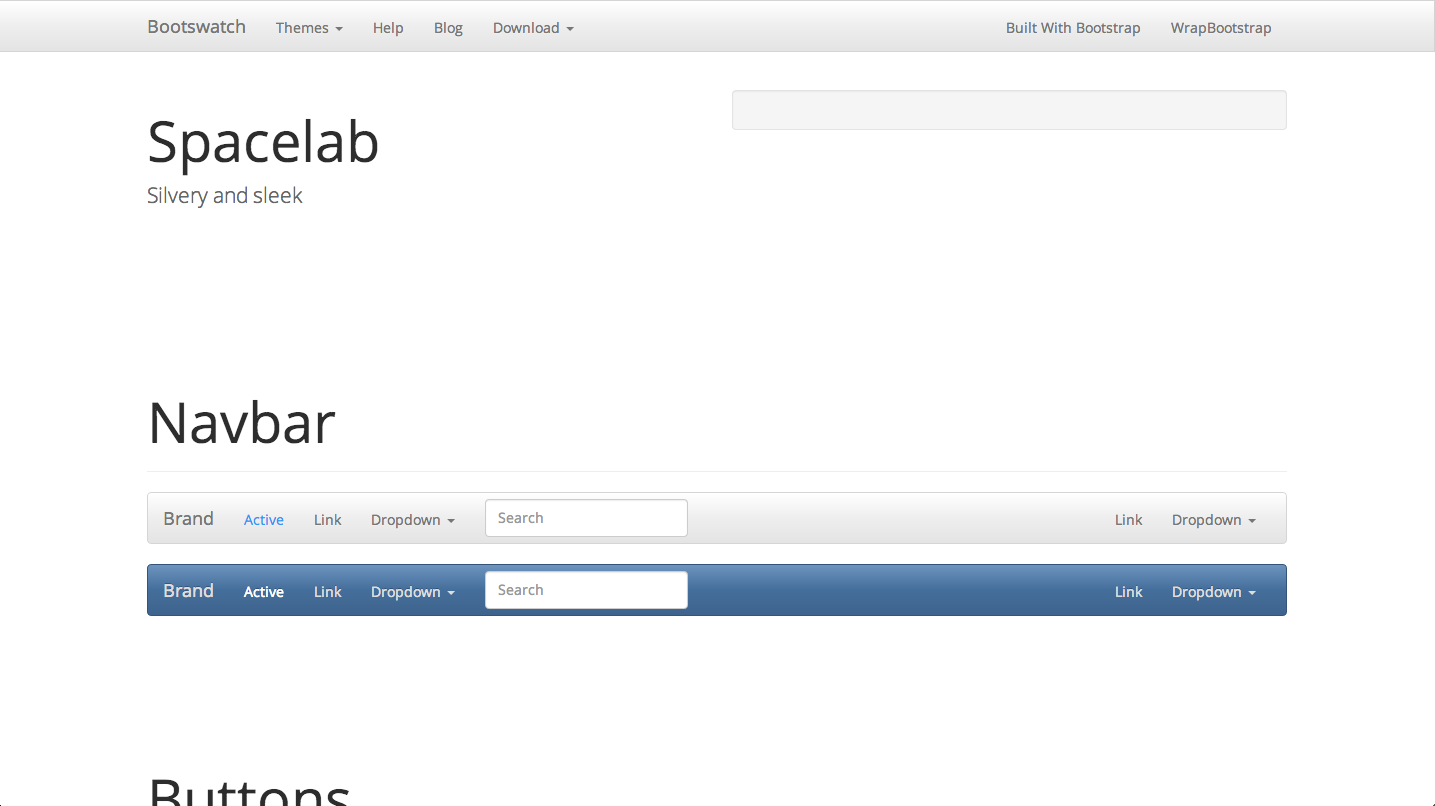 Bootswatch Themes Help Blog Download Built With Bootstrap WrapBootstrap
Spacelab
Silvery and sleek
Navbar
Brand Active Link Dropdown Search Link Dropdown
Brand Active Link Dropdown Search Link Dropdown
Buttons